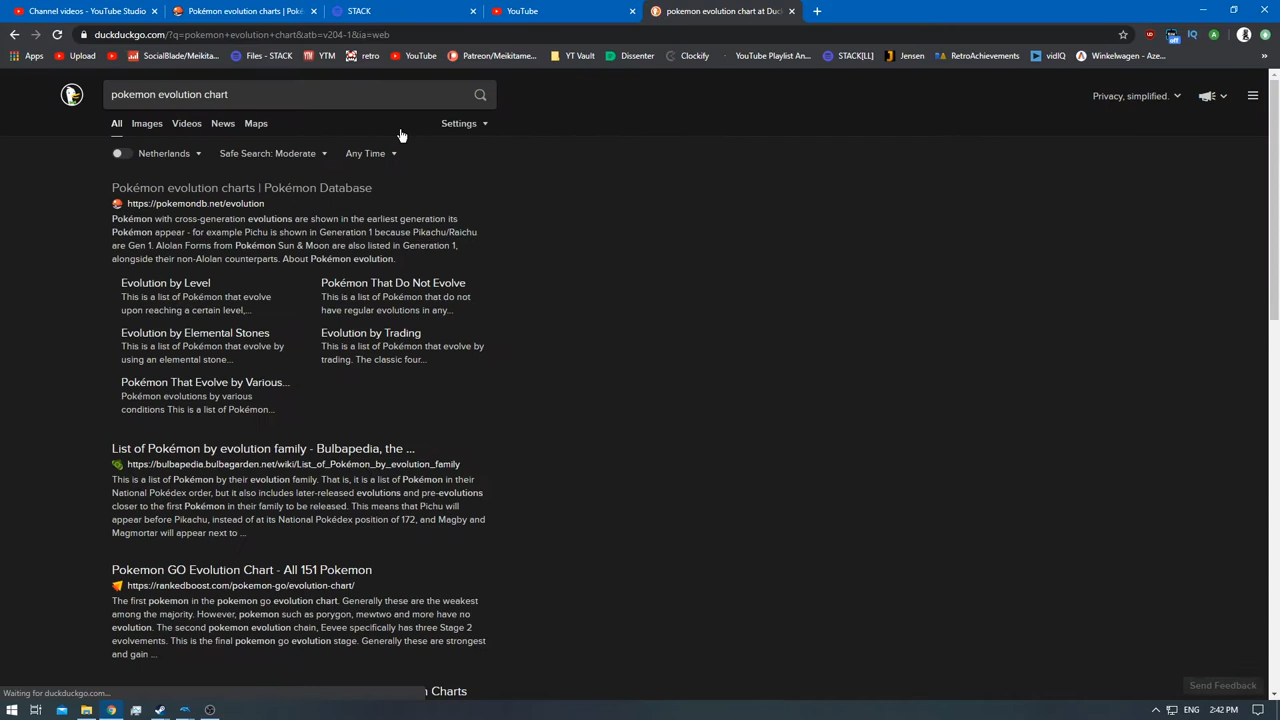 Channel videos - YouTube Studio
Pokémon evolution charts | Poké
STACK
YouTube
pokemon evolution chart at Duc
duckduckgo.com/?q=pokemon+evolution+chart&atb=v204-1&ia=web
Apps
Upload
SocialBlade/Meikita...
Files - STACK
YTM
retro
YouTube
Patreon/Meikitame...
YT Vault
Dissenter
Clockify
YouTube Playlist An...
STACK[LL]
Jensen
RetroAchievements
vidIQ
Winkelwagen - Aze...
pokemon evolution chart
Privacy, simplified.
All Images Videos News Maps Settings
Netherlands Safe Search: Moderate Any Time
Pokémon evolution charts | Pokémon Database
https://pokemondb.net/evolution
Pokémon with cross-generation evolutions are shown in the earliest generation its
Pokémon appear - for example Pichu is shown in Generation 1 because Pikachu/Raichu
are Gen 1. Alolan Forms from Pokémon Sun & Moon are also listed in Generation 1,
alongside their non-Alolan counterparts. About Pokémon evolution.
Evolution by Level
This is a list of Pokémon that evolve
upon reaching a certain level,...
Pokémon That Do Not Evolve
This is a list of Pokémon that do not
have regular evolutions in any...
Evolution by Elemental Stones
This is a list of Pokémon that evolve by
using an elemental stone...
Evolution by Trading
This is a list of Pokémon that evolve by
trading. The classic four...
Pokémon That Evolve by Various...
Pokémon evolutions by various
conditions This is a list of Pokémon...
List of Pokémon by evolution family - Bulbapedia, the ...
https://bulbapedia.bulbagarden.net/wiki/List_of_Pokémon_by_evolution_family
This is a list of Pokémon by their evolution family. That is, it is a list of Pokémon in their
National Pokédex order, but it also includes later-released evolutions and pre-evolutions
closer to the first Pokémon in their family to be released. This means that Pichu will
appear before Pikachu, instead of at its National Pokédex position of 172, and Magby and
Magmortar will appear next to ...
Pokemon GO Evolution Chart - All 151 Pokemon
https://rankedboost.com/pokemon-go/evolution-chart/
The first pokemon in the pokemon go evolution chart. Generally these are the weakest
among the majority. However, pokemon such as porygon, mewtwo and more have no
evolution. The second pokemon evolution chain, Eevee specifically has three Stage 2
evolvements. This is the final pokemon go evolution stage. Generally these are strongest
and gain ...
n Charts
Send Feedback
Waiting for duckduckgo.com...
ENG 2:42 PM